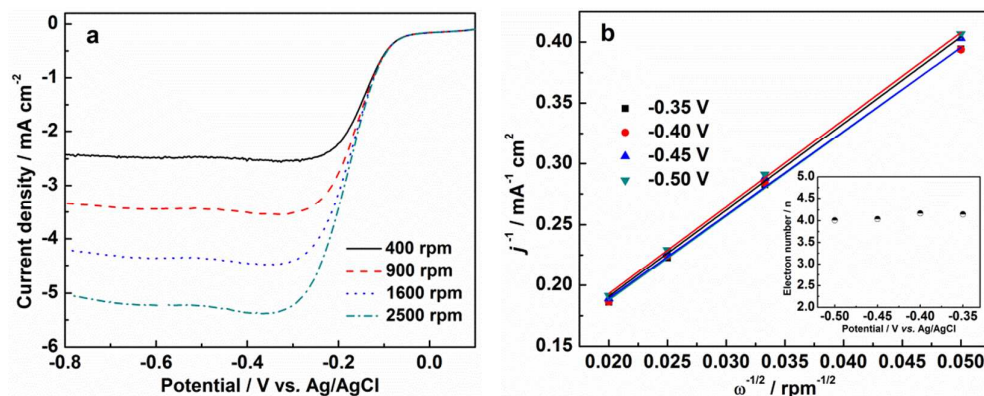 a
0
-1
-2
-3
-4
-5
-6
Current density / mA cm-2
400 rpm
900 rpm
1600 rpm
2500 rpm
-0.8 -0.6 -0.4 -0.2 0.0
Potential / V vs. Ag/AgCl
b
0.40
0.35
0.30
0.25
0.20
0.15
j-1 / mA-1 cm2
-0.35 V
-0.40 V
-0.45 V
-0.50 V
5.0
4.5
4.0
3.5
3.0
2.5
2.0
Electron number / n
-0.50 -0.45 -0.40 -0.35
Potential / V vs. Ag/AgCl
0.020 0.025 0.030 0.035 0.040 0.045 0.050
ω-1/2 / rpm-1/2